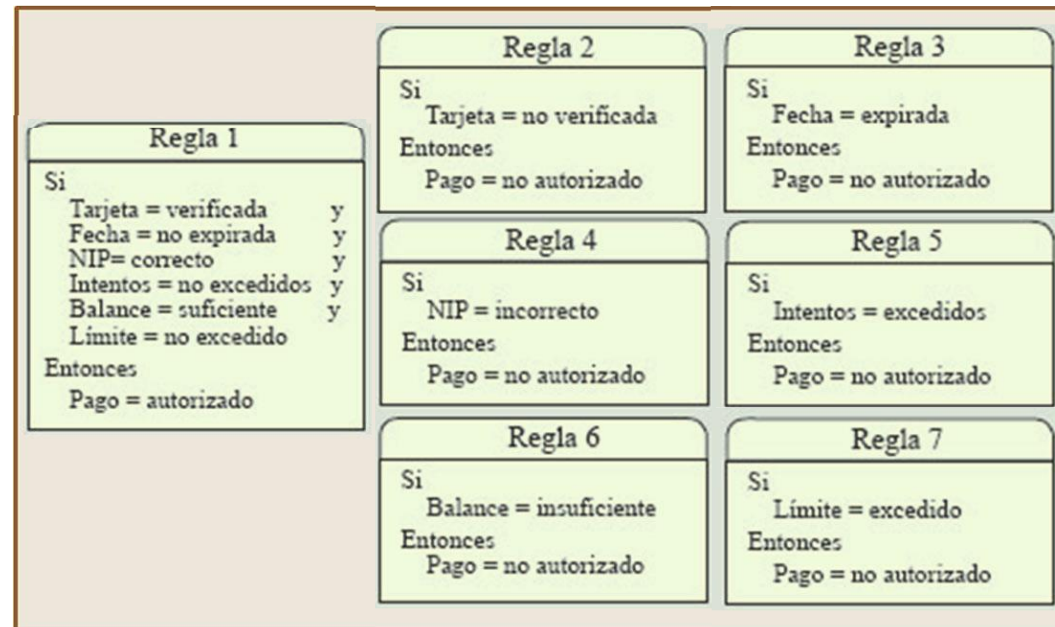 Regla 1
Si
Tarjeta = verificada y
Fecha = no expirada y
NIP= correcto y
Intentos = no excedidos y
Balance = suficiente y
Límite = no excedido
Entonces
Pago = autorizado
Regla 2
Si
Tarjeta = no verificada
Entonces
Pago = no autorizado
Regla 3
Si
Fecha = expirada
Entonces
Pago = no autorizado
Regla 4
Si
NIP = incorrecto
Entonces
Pago = no autorizado
Regla 5
Si
Intentos = excedidos
Entonces
Pago = no autorizado
Regla 6
Si
Balance = insuficiente
Entonces
Pago = no autorizado
Regla 7
Si
Límite = excedido
Entonces
Pago = no autorizado